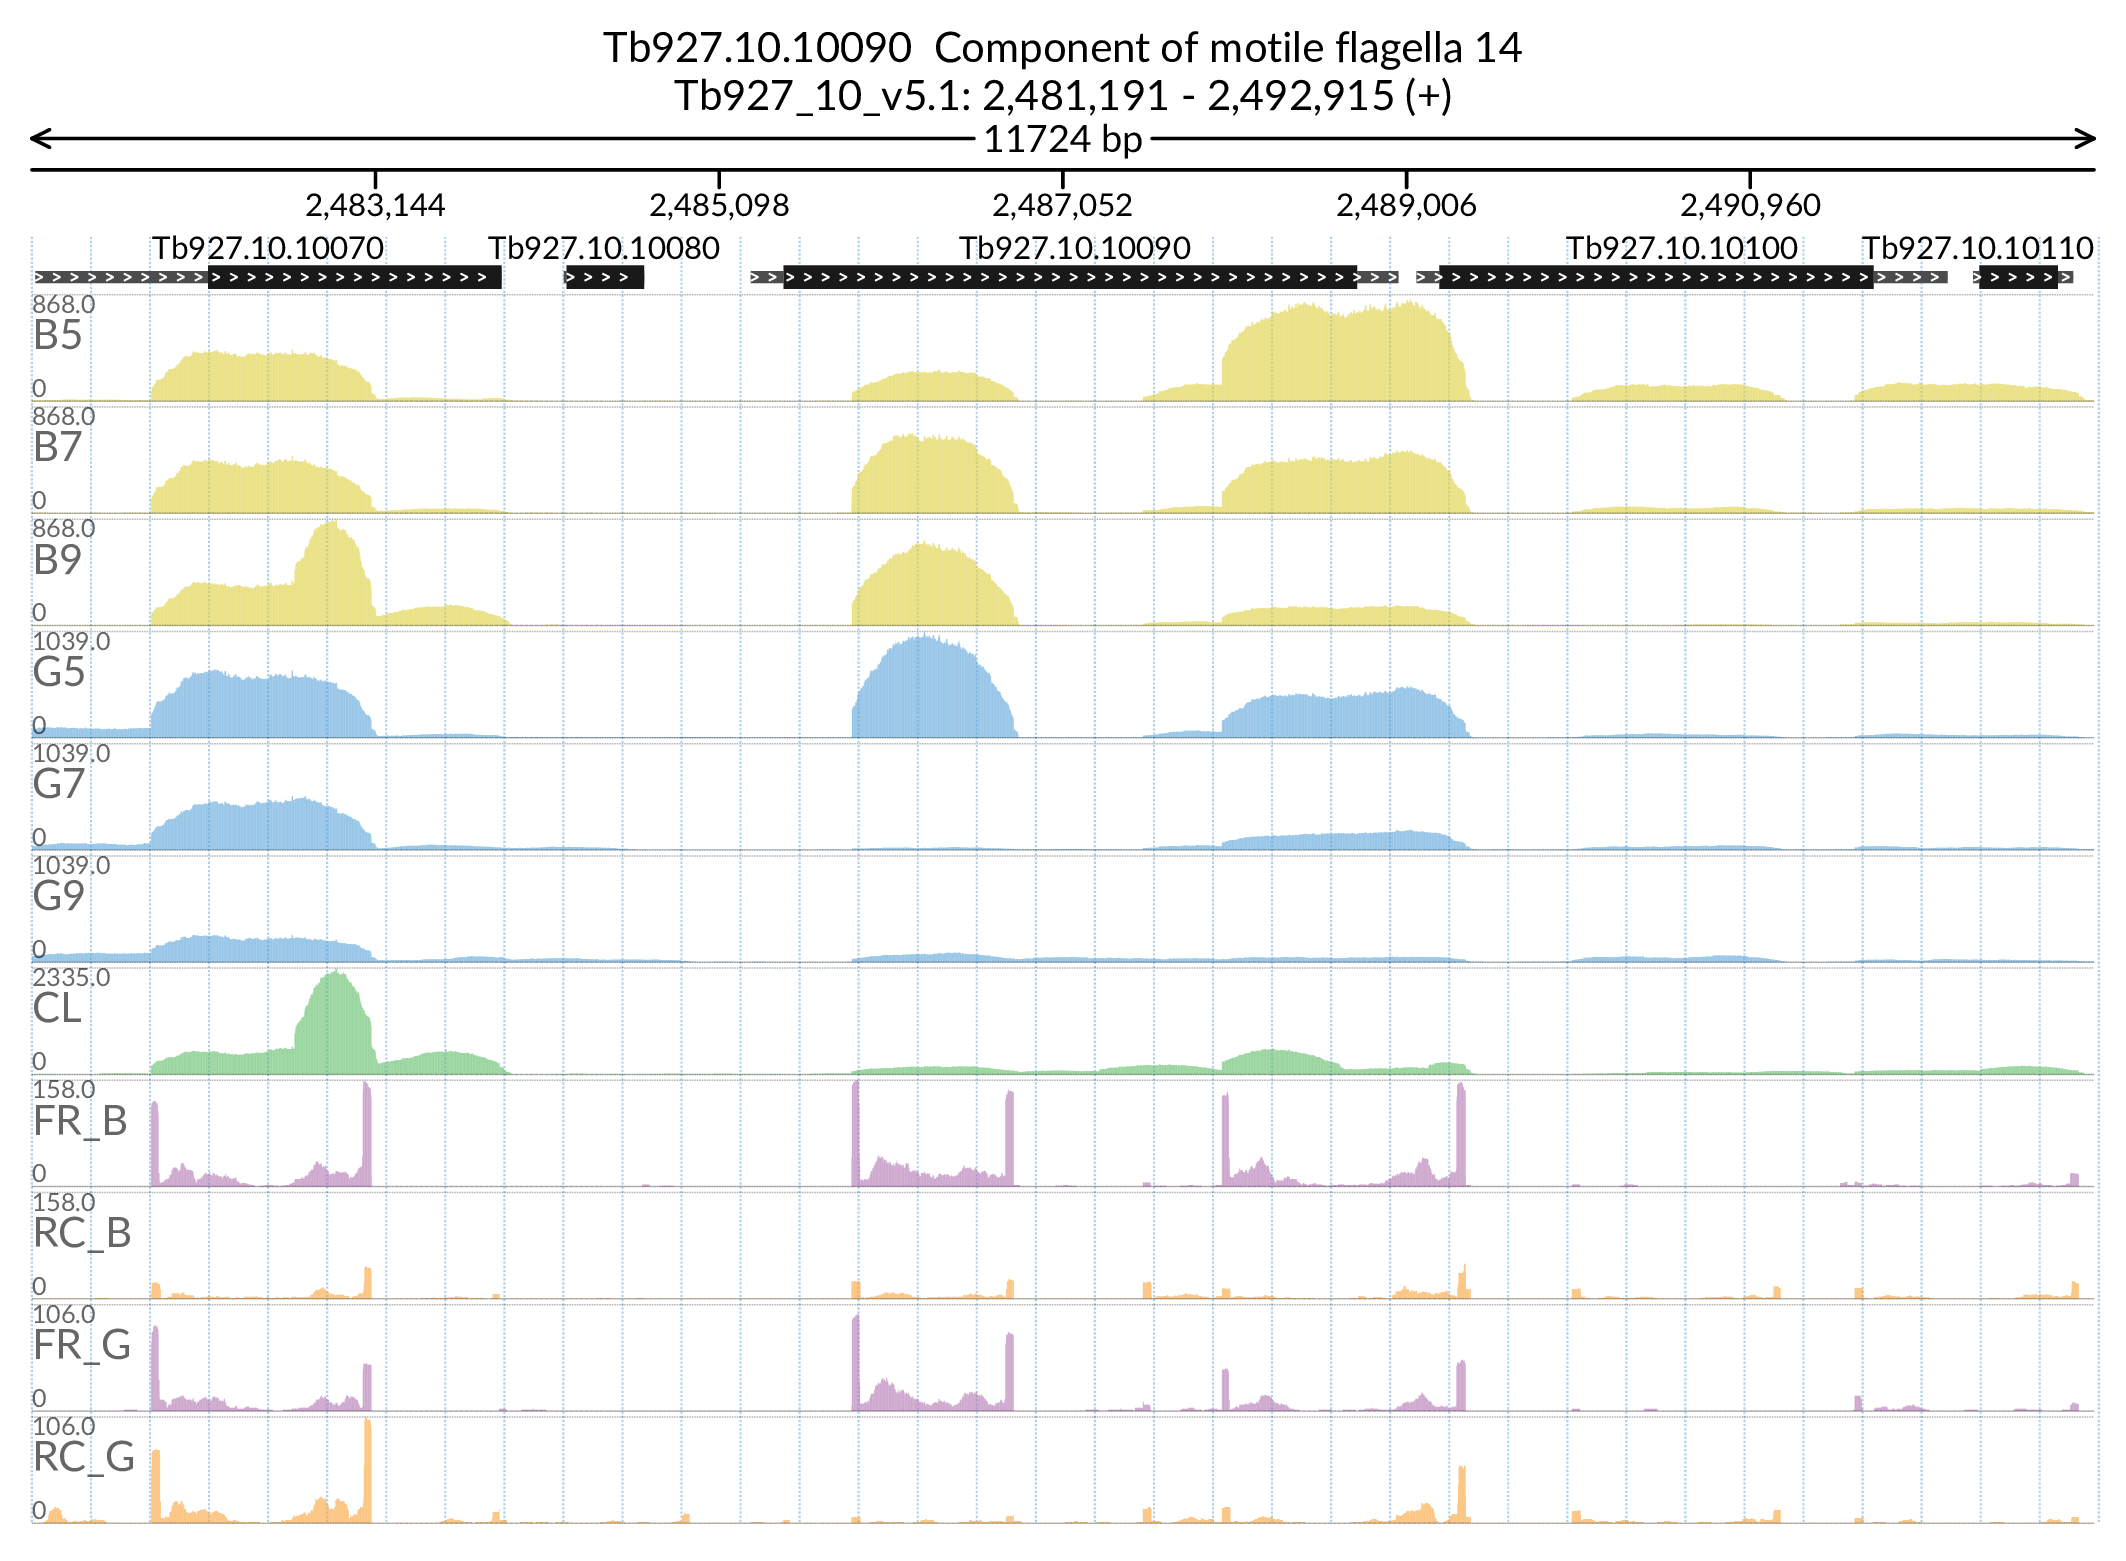 Tb927.10.10090  Component of motile flagella 14
Tb927_10_v5.1: 2,481,191 - 2,492,915 (+)
11724 bp
2,483,144 2,485,098 2,487,052 2,489,006 2,490,960
Tb927.10.10070 Tb927.10.10080 Tb927.10.10090 Tb927.10.10100 Tb927.10.10110
868.0
B5
0
868.0
B7
0
868.0
B9
0
1039.0
G5
0
1039.0
G7
0
1039.0
G9
0
2335.0
CL
0
158.0
FR_B
0
158.0
RC_B
0
106.0
FR_G
0
106.0
RC_G
0